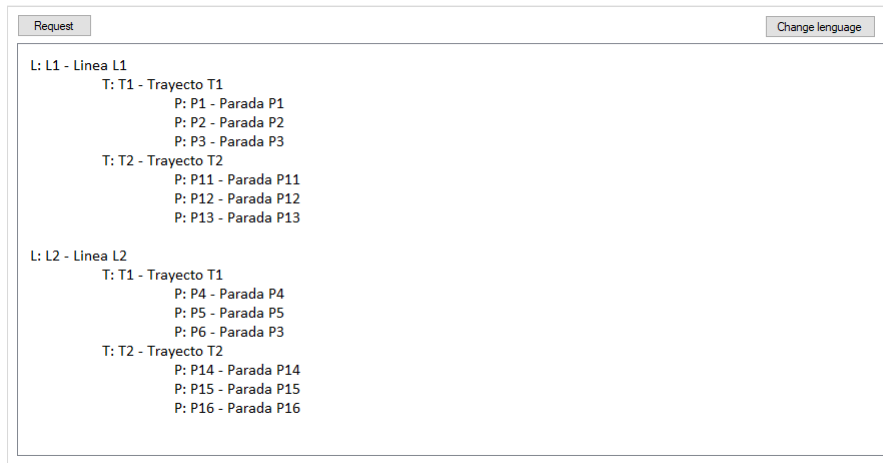 Request
Change lenguage
L: L1 - Linea L1
T: T1 - Trayecto T1
P: P1 - Parada P1
P: P2 - Parada P2
P: P3 - Parada P3
T: T2 - Trayecto T2
P: P11 - Parada P11
P: P12 - Parada P12
P: P13 - Parada P13
L: L2 - Linea L2
T: T1 - Trayecto T1
P: P4 - Parada P4
P: P5 - Parada P5
P: P6 - Parada P3
T: T2 - Trayecto T2
P: P14 - Parada P14
P: P15 - Parada P15
P: P16 - Parada P16